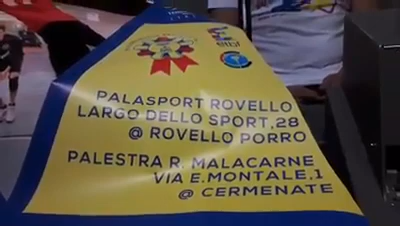 PALASPORT ROVELLO
LARGO DELLO SPORT,28
@ ROVELLO PORRO
PALESTRA R. MALACARNE
VIA E.MONTALE,1
@ CERMENATE